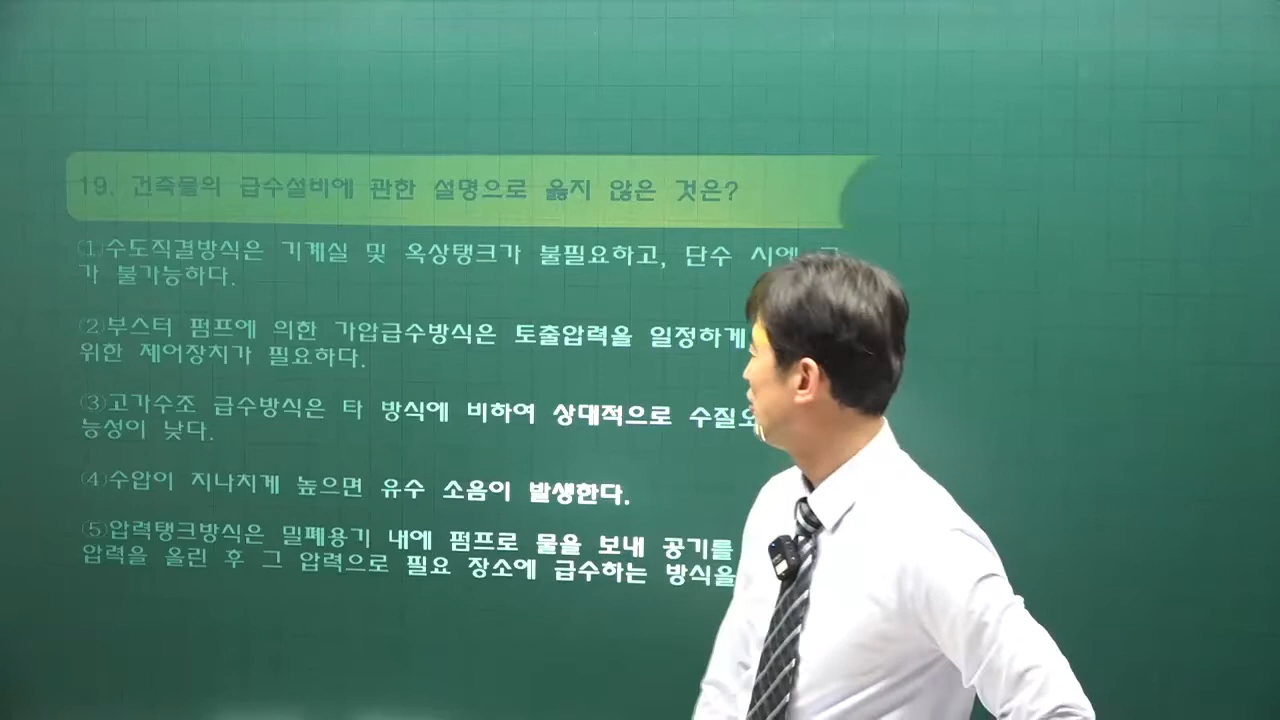 19. 건축물의 급수설비에 관한 설명으로 옳지 않은 것은?
(1)수도직결방식은 기계실 및 옥상탱크가 불필요하고, 단수 시에
가 불가능하다.
(2)부스터 펌프에 의한 가압급수방식은 토출압력을 일정하게
위한 제어장치가 필요하다.
(3)고가수조 급수방식은 타 방식에 비하여 상대적으로
능성이 낮다.
(4)수압이 지나치게 높으면 유수 소음이 발생한다.
(5)압력탱크방식은 밀폐용기 내에 펌프로 물을 보내 공기를
압력을 올린 후 그 압력으로 필요 장소에 급수하는 방식을